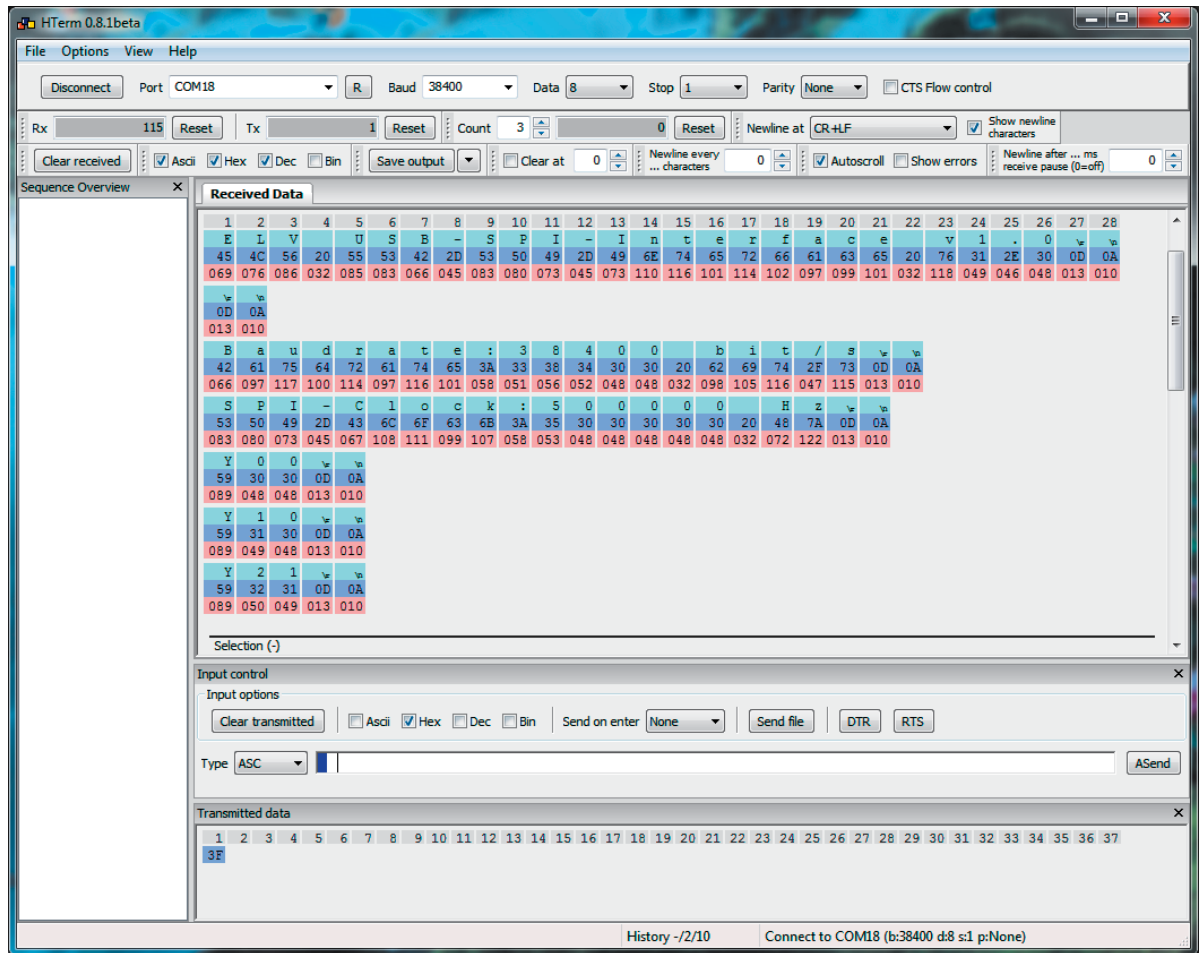 HTerm 0.8.1beta
File Options View Help
Disconnect Port COM18 R Baud 38400 Data 8 Stop 1 Parity None CTS Flow control
Rx 115 Reset Tx 1 Reset Count 3 0 Reset Newline at CR+LF Show newline characters
Clear received Ascii Hex Dec Bin Save output Clear at 0 Newline every ... characters 0 Autoscroll Show errors Newline after ... ms receive pause (0=off) 0
Sequence Overview X Received Data
1 2 3 4 5 6 7 8 9 10 11 12 13 14 15 16 17 18 19 20 21 22 23 24 25 26 27 28
E L V U S B - S P I - I n t e r f a c e v 1 . 0 \r \n
45 4C 56 20 55 53 42 2D 53 50 49 2D 49 6E 74 65 72 66 61 63 65 20 76 31 2E 30 0D 0A
069 076 086 032 085 083 066 045 083 080 073 045 073 110 116 101 114 102 097 099 101 032 118 049 046 048 013 010
\r \n
0D 0A
013 010
B a u d r a t e : 3 8 4 0 0 b i t / s \r \n
42 61 75 64 72 61 74 65 3A 33 38 34 30 30 20 62 69 74 2F 73 0D 0A
066 097 117 100 114 097 116 101 058 051 056 052 048 048 032 098 105 116 047 115 013 010
S P I - C l o c k : 5 0 0 0 0 0 H z \r \n
53 50 49 2D 43 6C 6F 63 6B 3A 35 30 30 30 30 30 20 48 7A 0D 0A
083 080 073 045 067 108 111 099 107 058 053 048 048 048 048 048 032 072 122 013 010
Y 0 0 \r \n
59 30 30 0D 0A
089 048 048 013 010
Y 1 0 \r \n
59 31 30 0D 0A
089 049 048 013 010
Y 2 1 \r \n
59 32 31 0D 0A
089 050 049 013 010
Selection (-)
Input control
Input options
Clear transmitted Ascii Hex Dec Bin Send on enter None Send file DTR RTS
Type ASC ASend
Transmitted data
1 2 3 4 5 6 7 8 9 10 11 12 13 14 15 16 17 18 19 20 21 22 23 24 25 26 27 28 29 30 31 32 33 34 35 36 37
3F
History -/2/10 Connect to COM18 (b:38400 d:8 s:1 p:None)